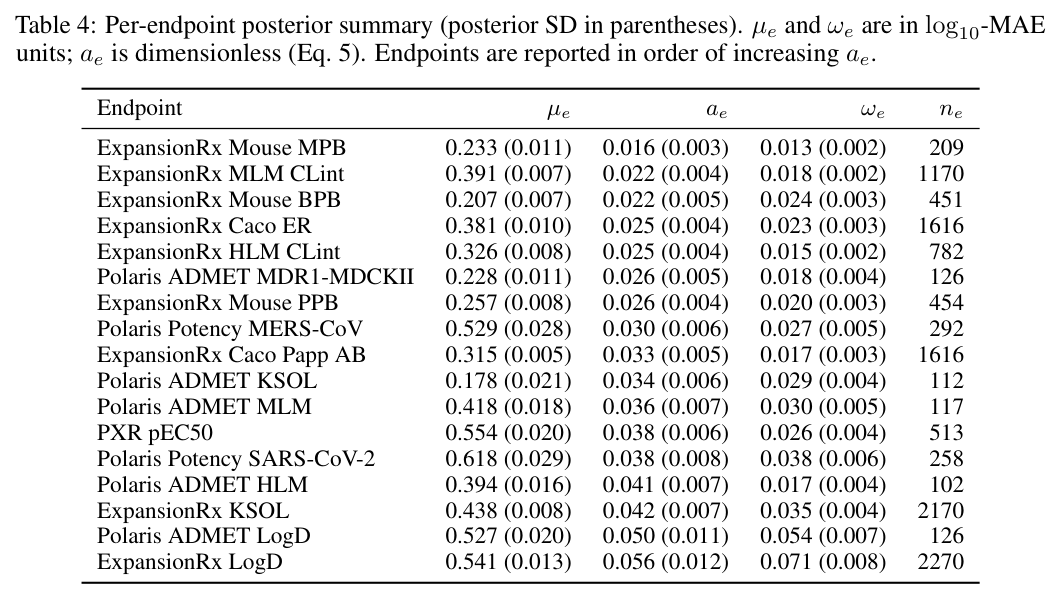 Table 4: Per-endpoint posterior summary (posterior SD in parentheses). μₑ and ωₑ are in log₁₀-MAE
units; aₑ is dimensionless (Eq. 5). Endpoints are reported in order of increasing aₑ.
Endpoint μₑ aₑ ωₑ nₑ
ExpansionRx Mouse MPB 0.233 (0.011) 0.016 (0.003) 0.013 (0.002) 209
ExpansionRx MLM CLint 0.391 (0.007) 0.022 (0.004) 0.018 (0.002) 1170
ExpansionRx Mouse BPB 0.207 (0.007) 0.022 (0.005) 0.024 (0.003) 451
ExpansionRx Caco ER 0.381 (0.010) 0.025 (0.004) 0.023 (0.003) 1616
ExpansionRx HLM CLint 0.326 (0.008) 0.025 (0.004) 0.015 (0.002) 782
Polaris ADMET MDR1-MDCKII 0.228 (0.011) 0.026 (0.005) 0.018 (0.004) 126
ExpansionRx Mouse PPB 0.257 (0.008) 0.026 (0.004) 0.020 (0.003) 454
Polaris Potency MERS-CoV 0.529 (0.028) 0.030 (0.006) 0.027 (0.005) 292
ExpansionRx Caco Papp AB 0.315 (0.005) 0.033 (0.005) 0.017 (0.003) 1616
Polaris ADMET KSOL 0.178 (0.021) 0.034 (0.006) 0.029 (0.004) 112
Polaris ADMET MLM 0.418 (0.018) 0.036 (0.007) 0.030 (0.005) 117
PXR pEC50 0.554 (0.020) 0.038 (0.006) 0.026 (0.004) 513
Polaris Potency SARS-CoV-2 0.618 (0.029) 0.038 (0.008) 0.038 (0.006) 258
Polaris ADMET HLM 0.394 (0.016) 0.041 (0.007) 0.017 (0.004) 102
ExpansionRx KSOL 0.438 (0.008) 0.042 (0.007) 0.035 (0.004) 2170
Polaris ADMET LogD 0.527 (0.020) 0.050 (0.011) 0.054 (0.007) 126
ExpansionRx LogD 0.541 (0.013) 0.056 (0.012) 0.071 (0.008) 2270